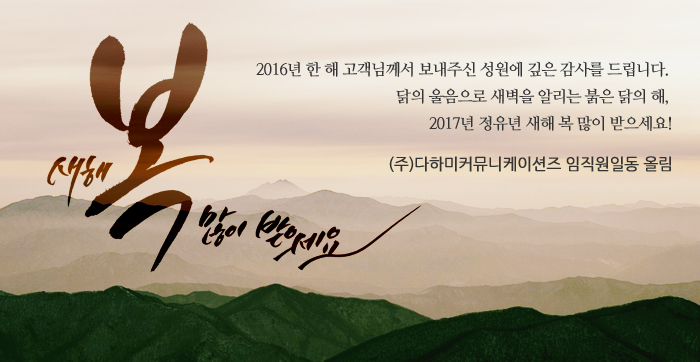 새해
복
많이 받으세요
2016년 한 해 고객님께서 보내주신 성원에 깊은 감사를 드립니다.
닭의 울음으로 새벽을 알리는 붉은 닭의 해,
2017년 정유년 새해 복 많이 받으세요!
(주)다하미커뮤니케이션즈 임직원일동 올림